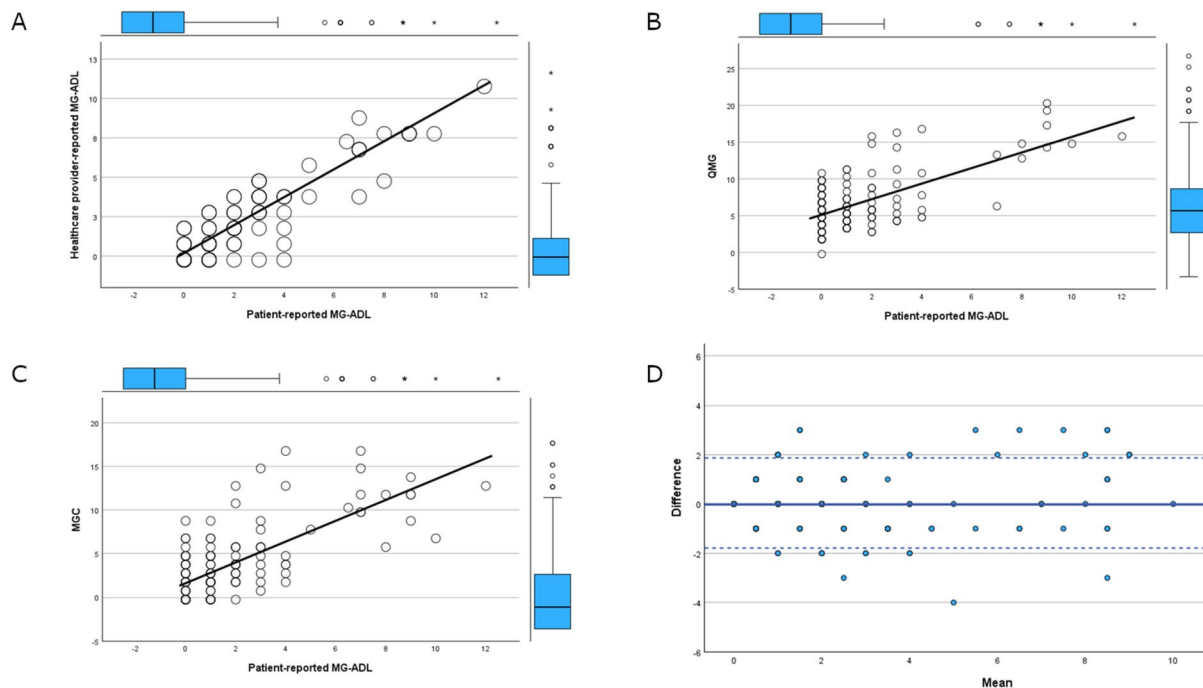 A
Healthcare provider-reported MG-ADL
13
10
8
5
3
0
-2 0 2 4 6 8 10 12
Patient-reported MG-ADL
B
QMG
25
20
15
10
5
0
-5
-2 0 2 4 6 8 10 12
Patient-reported MG-ADL
C
MGC
20
15
10
5
0
-5
-2 0 2 4 6 8 10 12
Patient-reported MG-ADL
D
Difference
6
4
2
0
-2
-4
-6
0 2 4 6 8 10
Mean